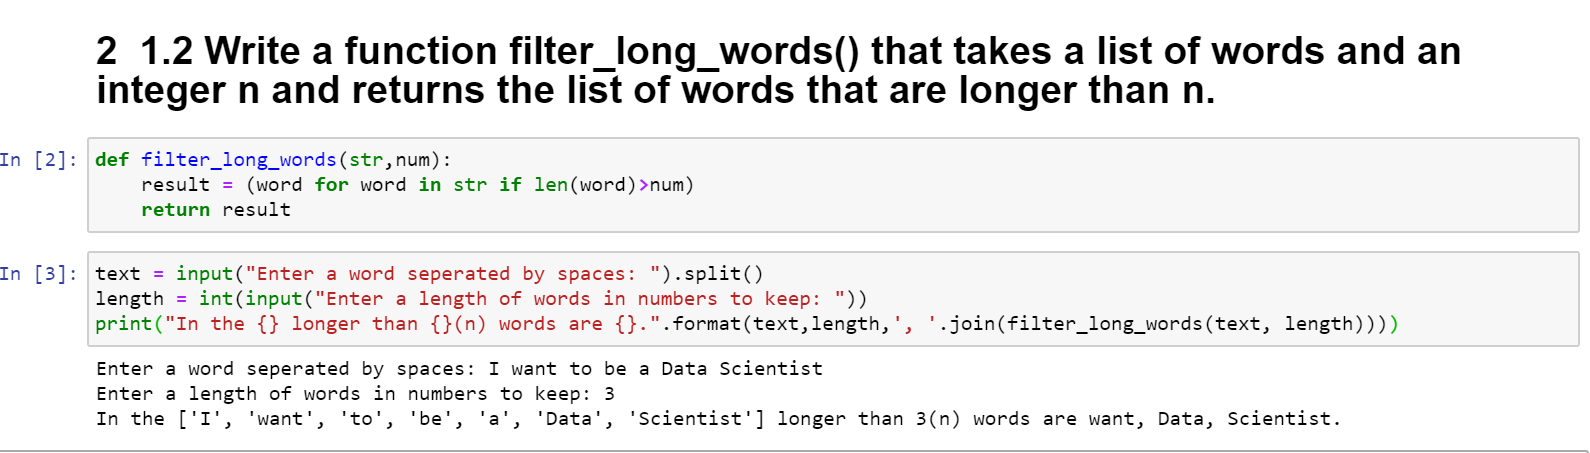 2 1.2 Write a function filter_long_words() that takes a list of words and an
integer n and returns the list of words that are longer than n.
In [2]: def filter_long_words(str,num):
    result = (word for word in str if len(word)>num)
    return result
In [3]: text = input("Enter a word seperated by spaces: ").split()
length = int(input("Enter a length of words in numbers to keep: "))
print("In the {} longer than {}(n) words are {}.".format(text,length,', '.join(filter_long_words(text, length))))
Enter a word seperated by spaces: I want to be a Data Scientist
Enter a length of words in numbers to keep: 3
In the ['I', 'want', 'to', 'be', 'a', 'Data', 'Scientist'] longer than 3(n) words are want, Data, Scientist.